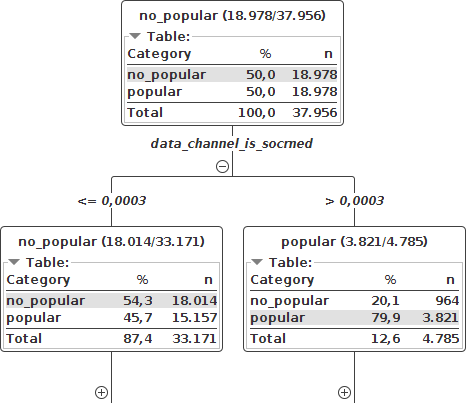 no_popular (18.978/37.956)
Table:
Category % n
no_popular 50,0 18.978
popular 50,0 18.978
Total 100,0 37.956
data_channel_is_socmed
<= 0,0003
> 0,0003
no_popular (18.014/33.171)
Table:
Category % n
no_popular 54,3 18.014
popular 45,7 15.157
Total 87,4 33.171
popular (3.821/4.785)
Table:
Category % n
no_popular 20,1 964
popular 79,9 3.821
Total 12,6 4.785